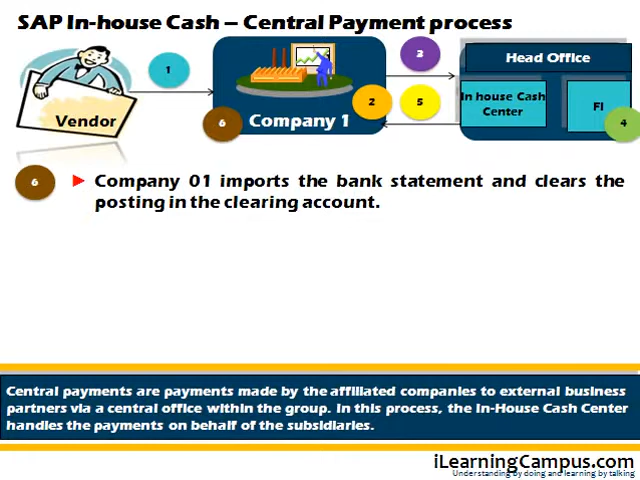 SAP In-house Cash – Central Payment process
1
3
Head Office
Vendor
6
Company 1
2
5
In house Cash
Center
FI
4
6
Company 01 imports the bank statement and clears the
posting in the clearing account.
Central payments are payments made by the affiliated companies to external business
partners via a central office within the group. In this process, the In-House Cash Center
handles the payments on behalf of the subsidiaries.
iLearningCampus.com
Understanding by doing and learning by talking